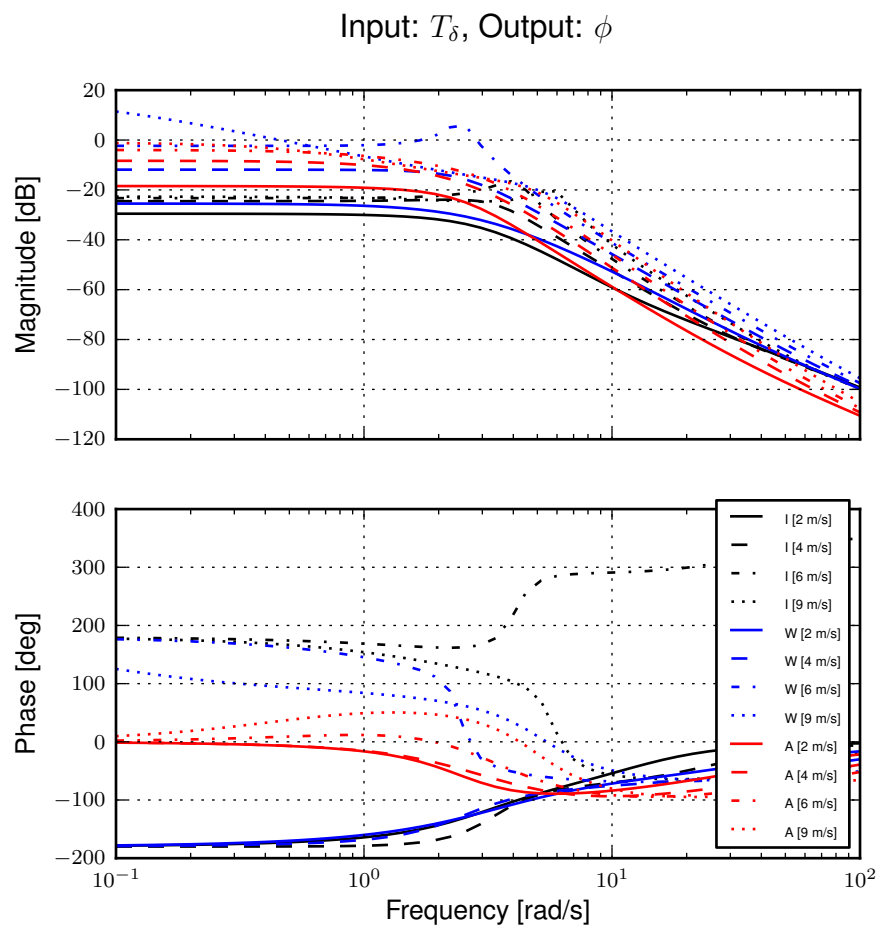 Input: $T_\delta$, Output: $\phi$
20
0
−20
−40
−60
−80
−100
−120
Magnitude [dB]
400
300
200
100
0
−100
−200
Phase [deg]
I [2 m/s]
I [4 m/s]
I [6 m/s]
I [9 m/s]
W [2 m/s]
W [4 m/s]
W [6 m/s]
W [9 m/s]
A [2 m/s]
A [4 m/s]
A [6 m/s]
A [9 m/s]
$10^{-1}$ $10^{0}$ $10^{1}$ $10^{2}$
Frequency [rad/s]